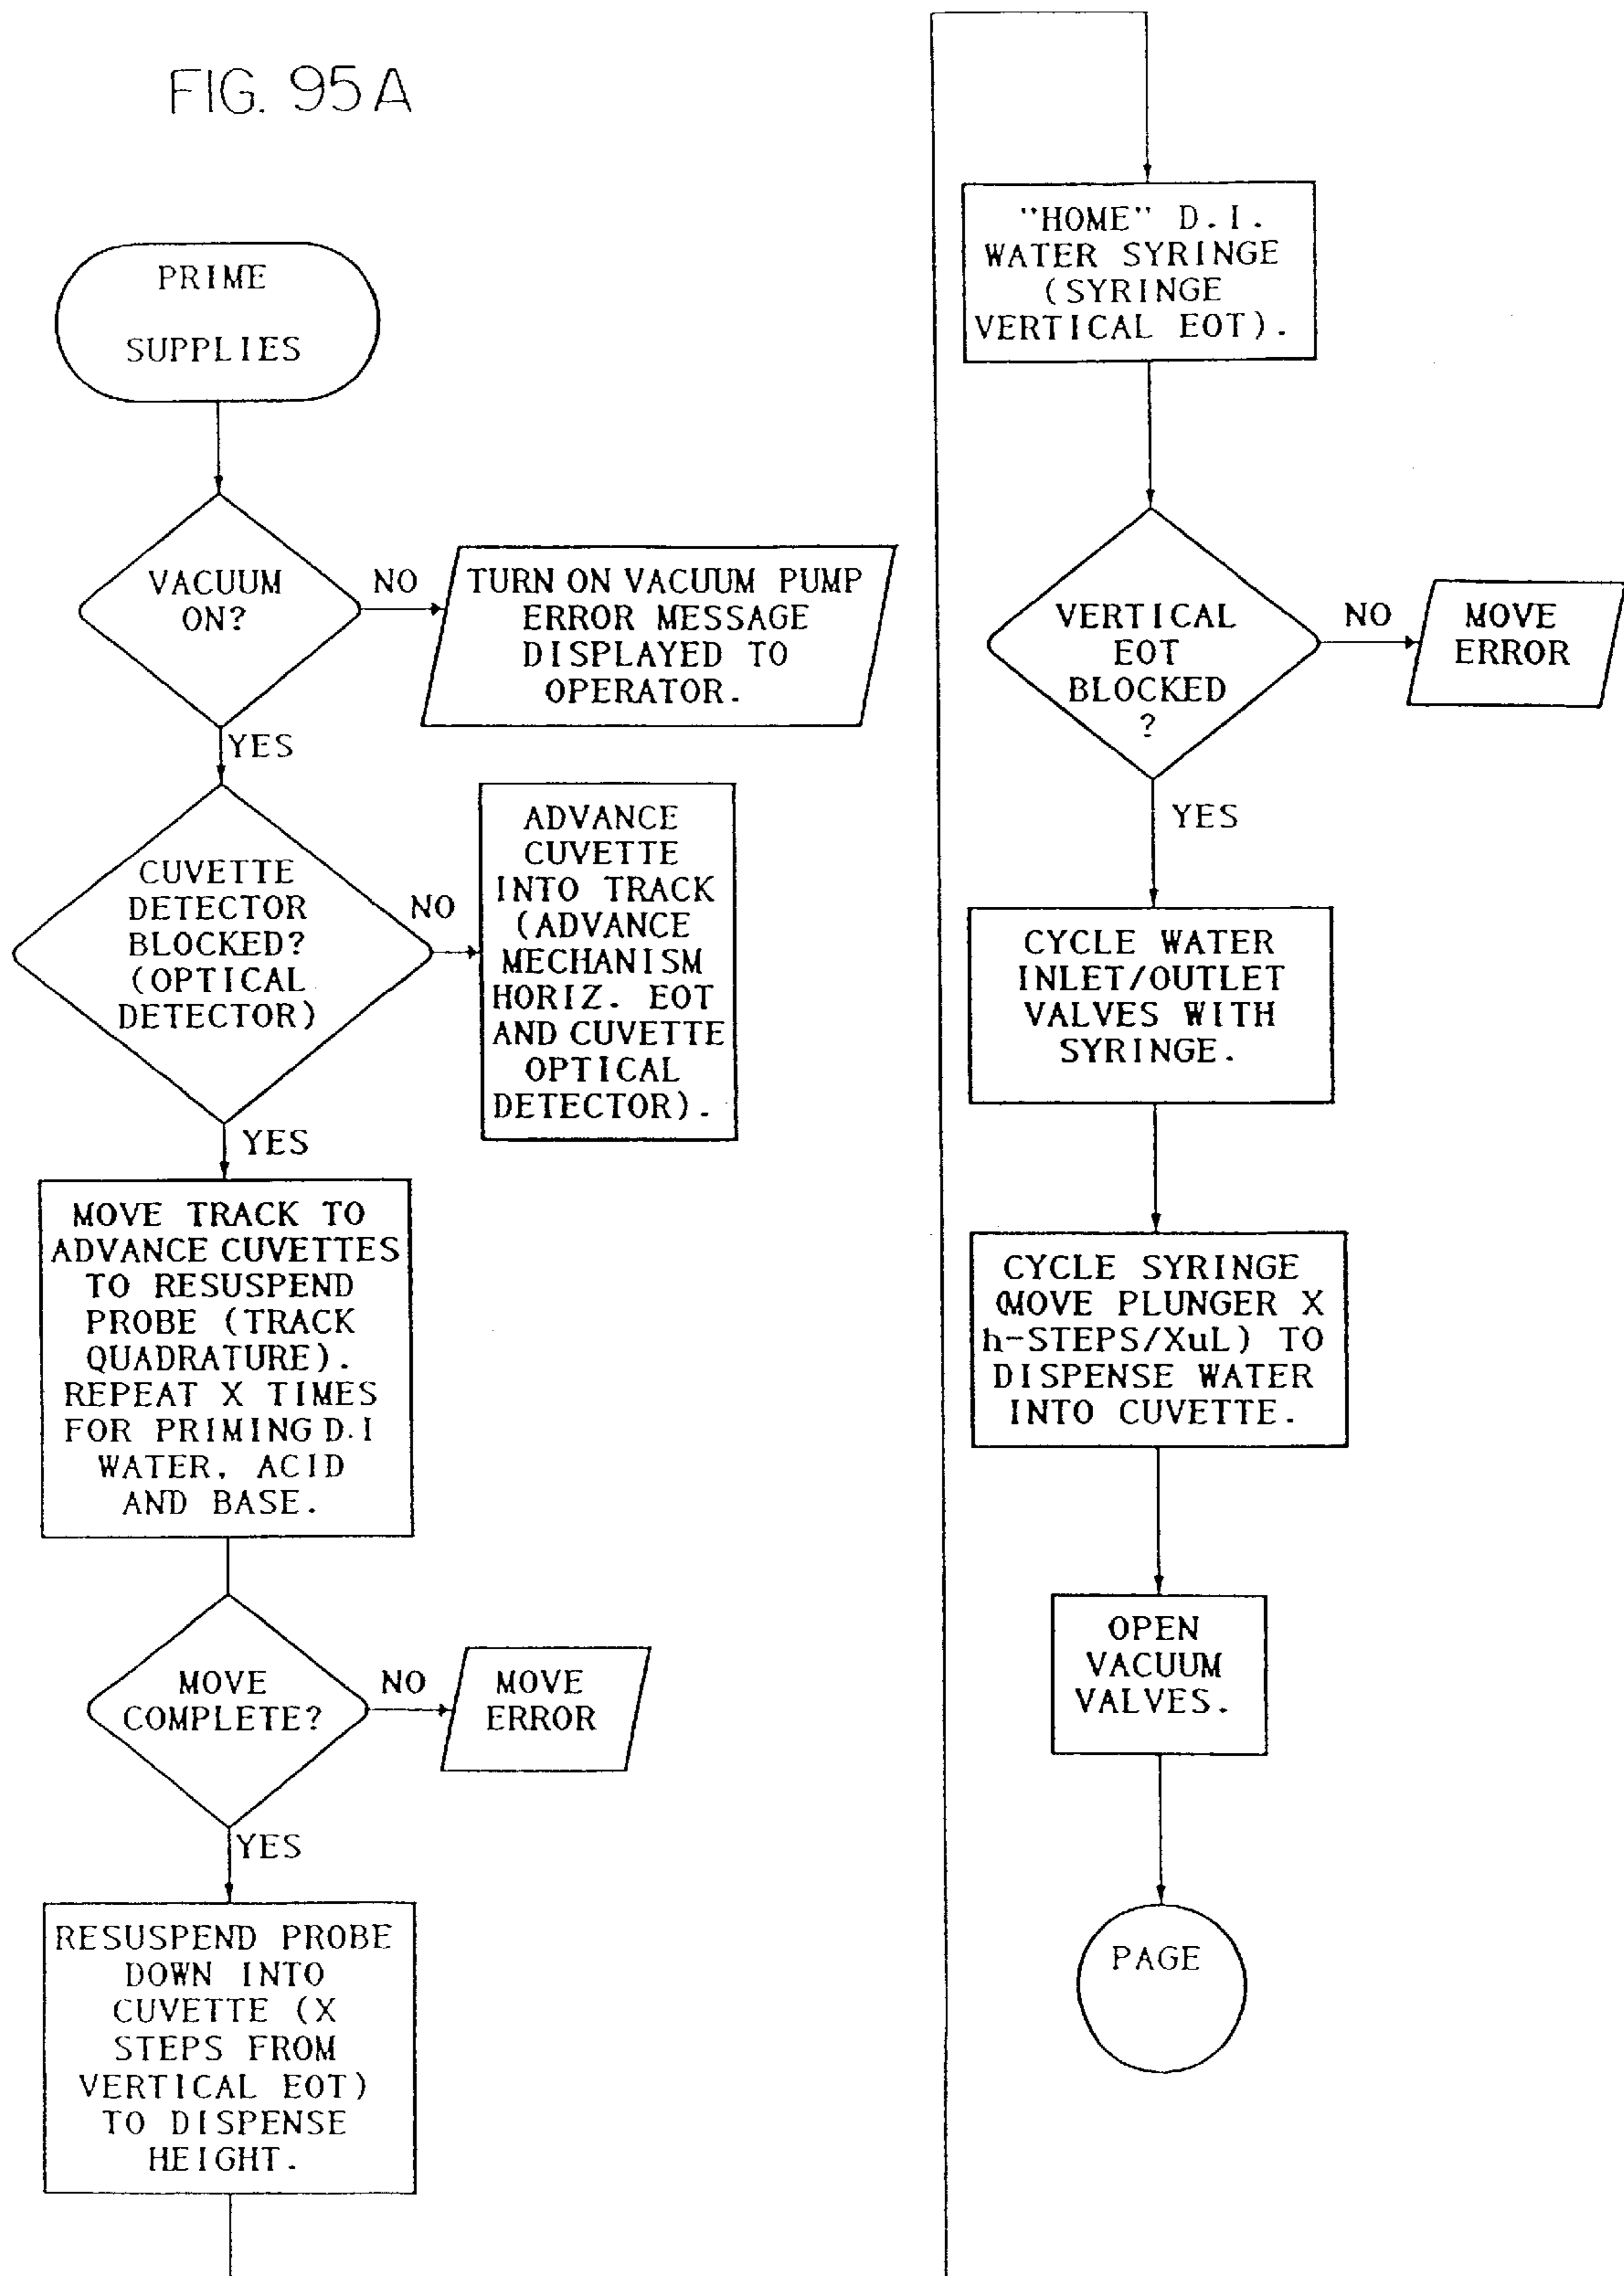 FIG. 95A
PRIME
SUPPLIES
VACUUM
ON?
NO
TURN ON VACUUM PUMP
ERROR MESSAGE
DISPLAYED TO
OPERATOR.
YES
CUVETTE
DETECTOR
BLOCKED?
(OPTICAL
DETECTOR)
NO
ADVANCE
CUVETTE
INTO TRACK
(ADVANCE
MECHANISM
HORIZ. EOT
AND CUVETTE
OPTICAL
DETECTOR).
YES
MOVE TRACK TO
ADVANCE CUVETTES
TO RESUSPEND
PROBE (TRACK
QUADRATURE).
REPEAT X TIMES
FOR PRIMING D.I
WATER, ACID
AND BASE.
MOVE
COMPLETE?
NO
MOVE
ERROR
YES
RESUSPEND PROBE
DOWN INTO
CUVETTE (X
STEPS FROM
VERTICAL EOT)
TO DISPENSE
HEIGHT.
"HOME" D.I.
WATER SYRINGE
(SYRINGE
VERTICAL EOT).
VERTICAL
EOT
BLOCKED
?
NO
MOVE
ERROR
YES
CYCLE WATER
INLET/OUTLET
VALVES WITH
SYRINGE.
CYCLE SYRINGE
(MOVE PLUNGER X
h-STEPS/XuL) TO
DISPENSE WATER
INTO CUVETTE.
OPEN
VACUUM
VALVES.
PAGE